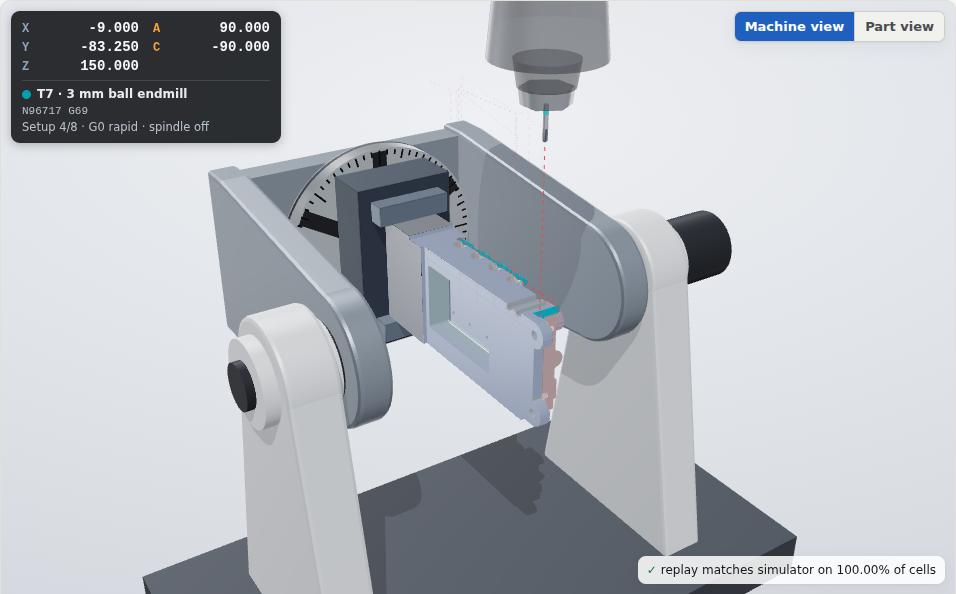 X -9.000 A 90.000
Y -83.250 C -90.000
Z 150.000
T7 · 3 mm ball endmill
N96717 G69
Setup 4/8 · G0 rapid · spindle off
Machine view Part view
✓ replay matches simulator on 100.00% of cells